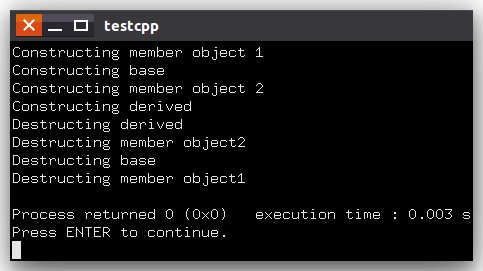 testcpp
Constructing member object 1
Constructing base
Constructing member object 2
Constructing derived
Destructing derived
Destructing member object2
Destructing base
Destructing member object1
Process returned 0 (0x0)   execution time : 0.003 s
Press ENTER to continue.